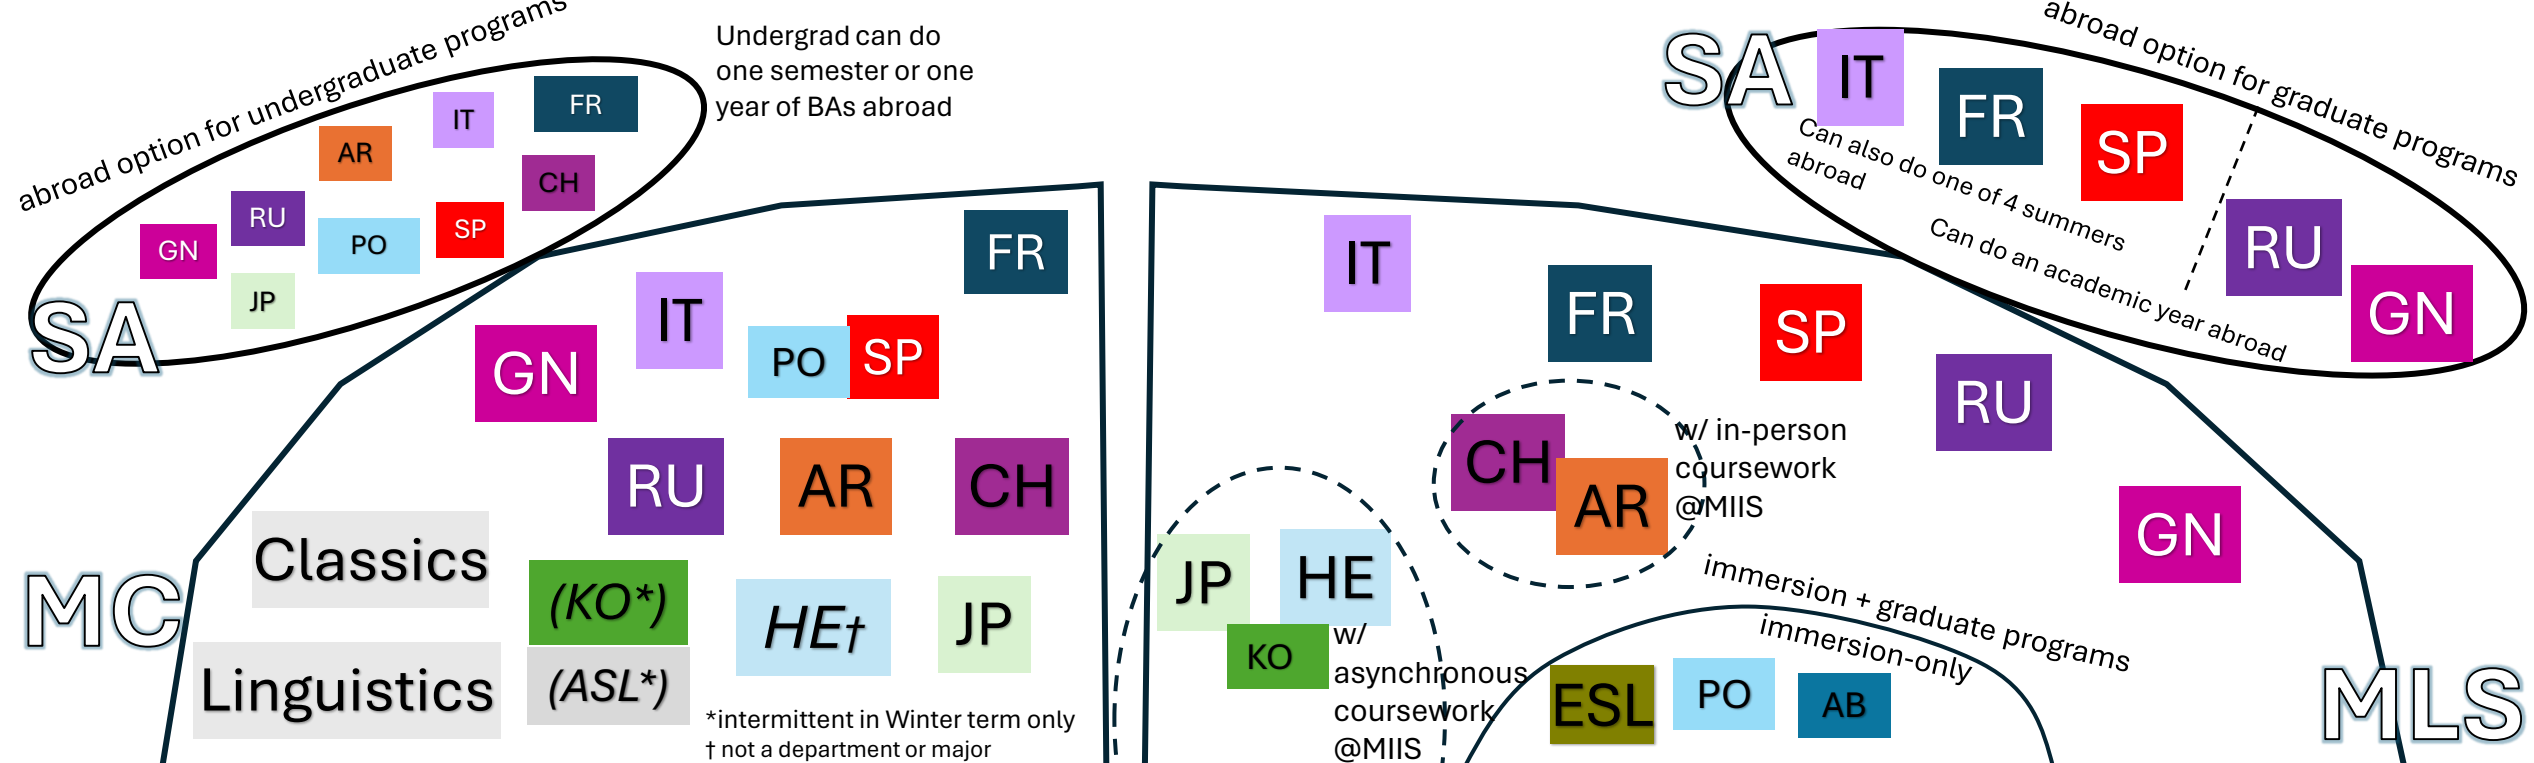 abroad option for undergraduate programs
Undergrad can do
one semester or one
year of BAs abroad
FR
IT
AR
CH
RU
SP
GN
PO
JP
SA
FR
IT
GN
PO
SP
RU
AR
CH
Classics
(KO*)
HE†
JP
MC
Linguistics
(ASL*)
*intermittent in Winter term only
† not a department or major
abroad option for graduate programs
SA
IT
FR
SP
RU
GN
Can also do one of 4 summers
abroad
Can do an academic year abroad
IT
FR
SP
RU
GN
CH
AR
w/ in-person
coursework
@MIIS
JP
HE
KO
w/
asynchronous
coursework
@MIIS
immersion + graduate programs
immersion-only
ESL
PO
AB
MLS